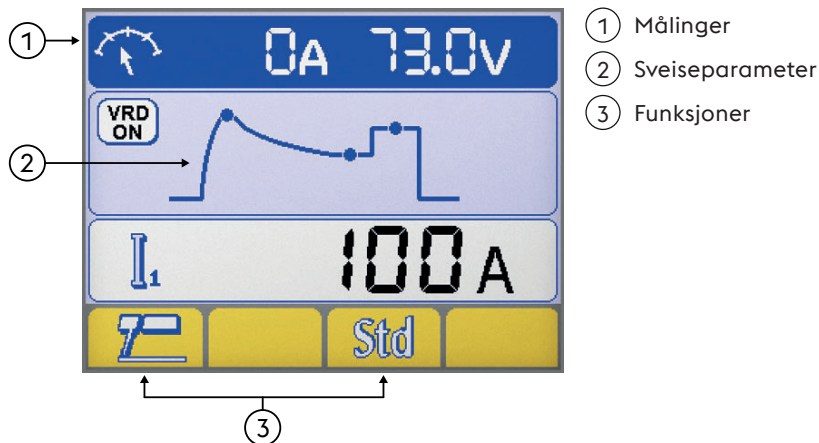 1
0A 73.0V
VRD
ON
2
I1
100A
Std
3
1 Målinger
2 Sveiseparameter
3 Funksjoner